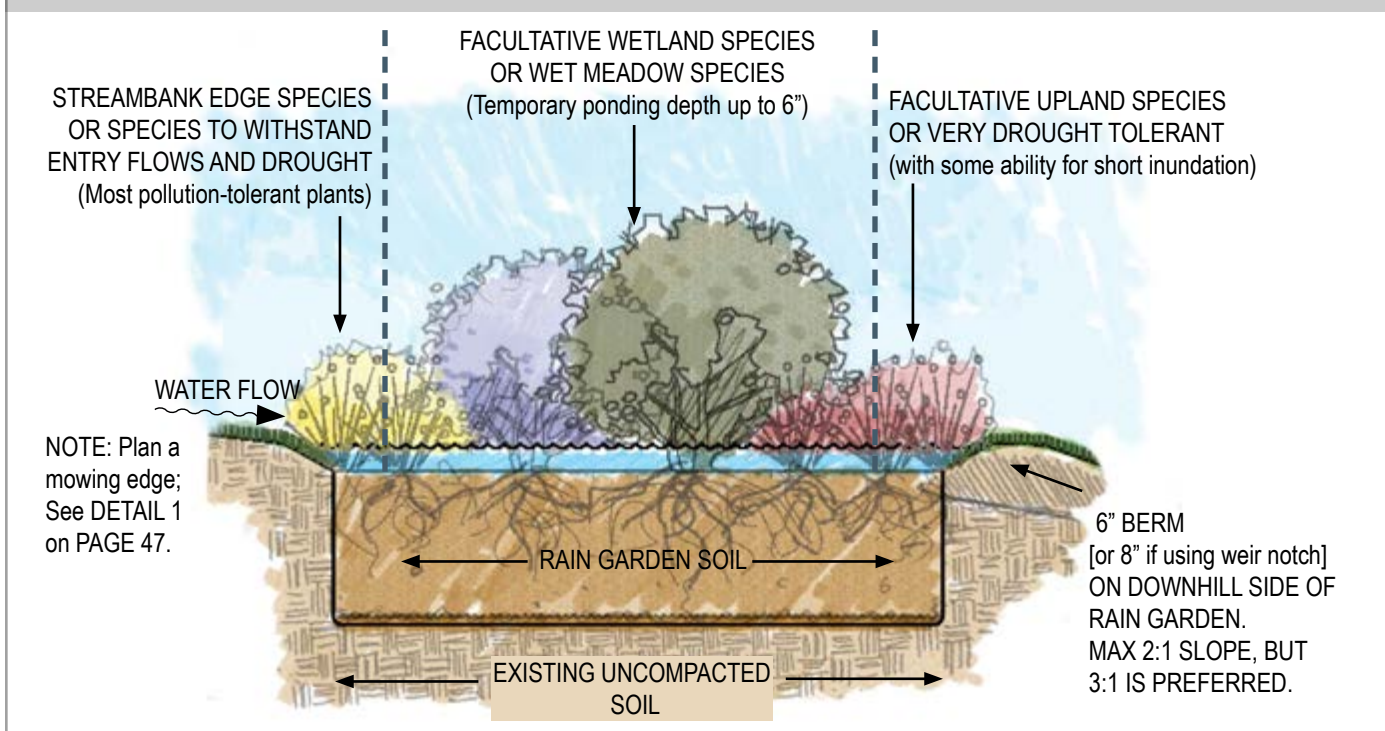 STREAMBANK EDGE SPECIES
OR SPECIES TO WITHSTAND
ENTRY FLOWS AND DROUGHT
(Most pollution-tolerant plants)
FACULTATIVE WETLAND SPECIES
OR WET MEADOW SPECIES
(Temporary ponding depth up to 6”)
FACULTATIVE UPLAND SPECIES
OR VERY DROUGHT TOLERANT
(with some ability for short inundation)
WATER FLOW
NOTE: Plan a
mowing edge;
See DETAIL 1
on PAGE 47.
RAIN GARDEN SOIL
EXISTING UNCOMPACTED
SOIL
6” BERM
[or 8” if using weir notch]
ON DOWNHILL SIDE OF
RAIN GARDEN.
MAX 2:1 SLOPE, BUT
3:1 IS PREFERRED.